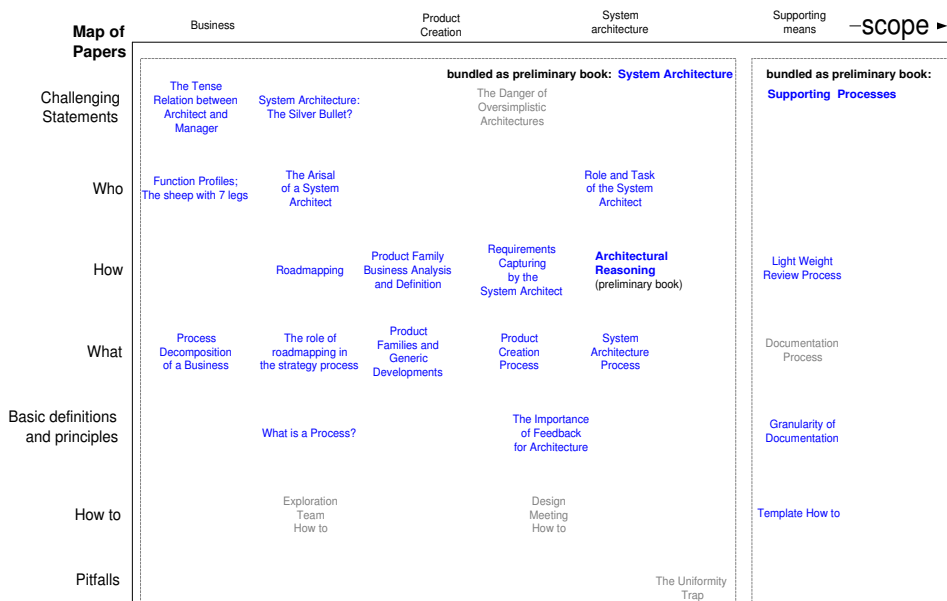 Map of
Papers
Business
Product
Creation
System
architecture
Supporting
means
scope
bundled as preliminary book: System Architecture
bundled as preliminary book:
Supporting Processes
Challenging
Statements
The Tense
Relation between
Architect and
Manager
System Architecture:
The Silver Bullet?
The Danger of
Oversimplistic
Architectures
Who
Function Profiles;
The sheep with 7 legs
The Arisal
of a System
Architect
Role and Task
of the System
Architect
How
Roadmapping
Product Family
Business Analysis
and Definition
Requirements
Capturing
by the
System Architect
Architectural
Reasoning
(preliminary book)
Light Weight
Review Process
What
Process
Decomposition
of a Business
The role of
roadmapping in
the strategy process
Product
Families and
Generic
Developments
Product
Creation
Process
System
Architecture
Process
Documentation
Process
Basic definitions
and principles
What is a Process?
The Importance
of Feedback
for Architecture
Granularity of
Documentation
How to
Exploration
Team
How to
Design
Meeting
How to
Template How to
Pitfalls
The Uniformity
Trap